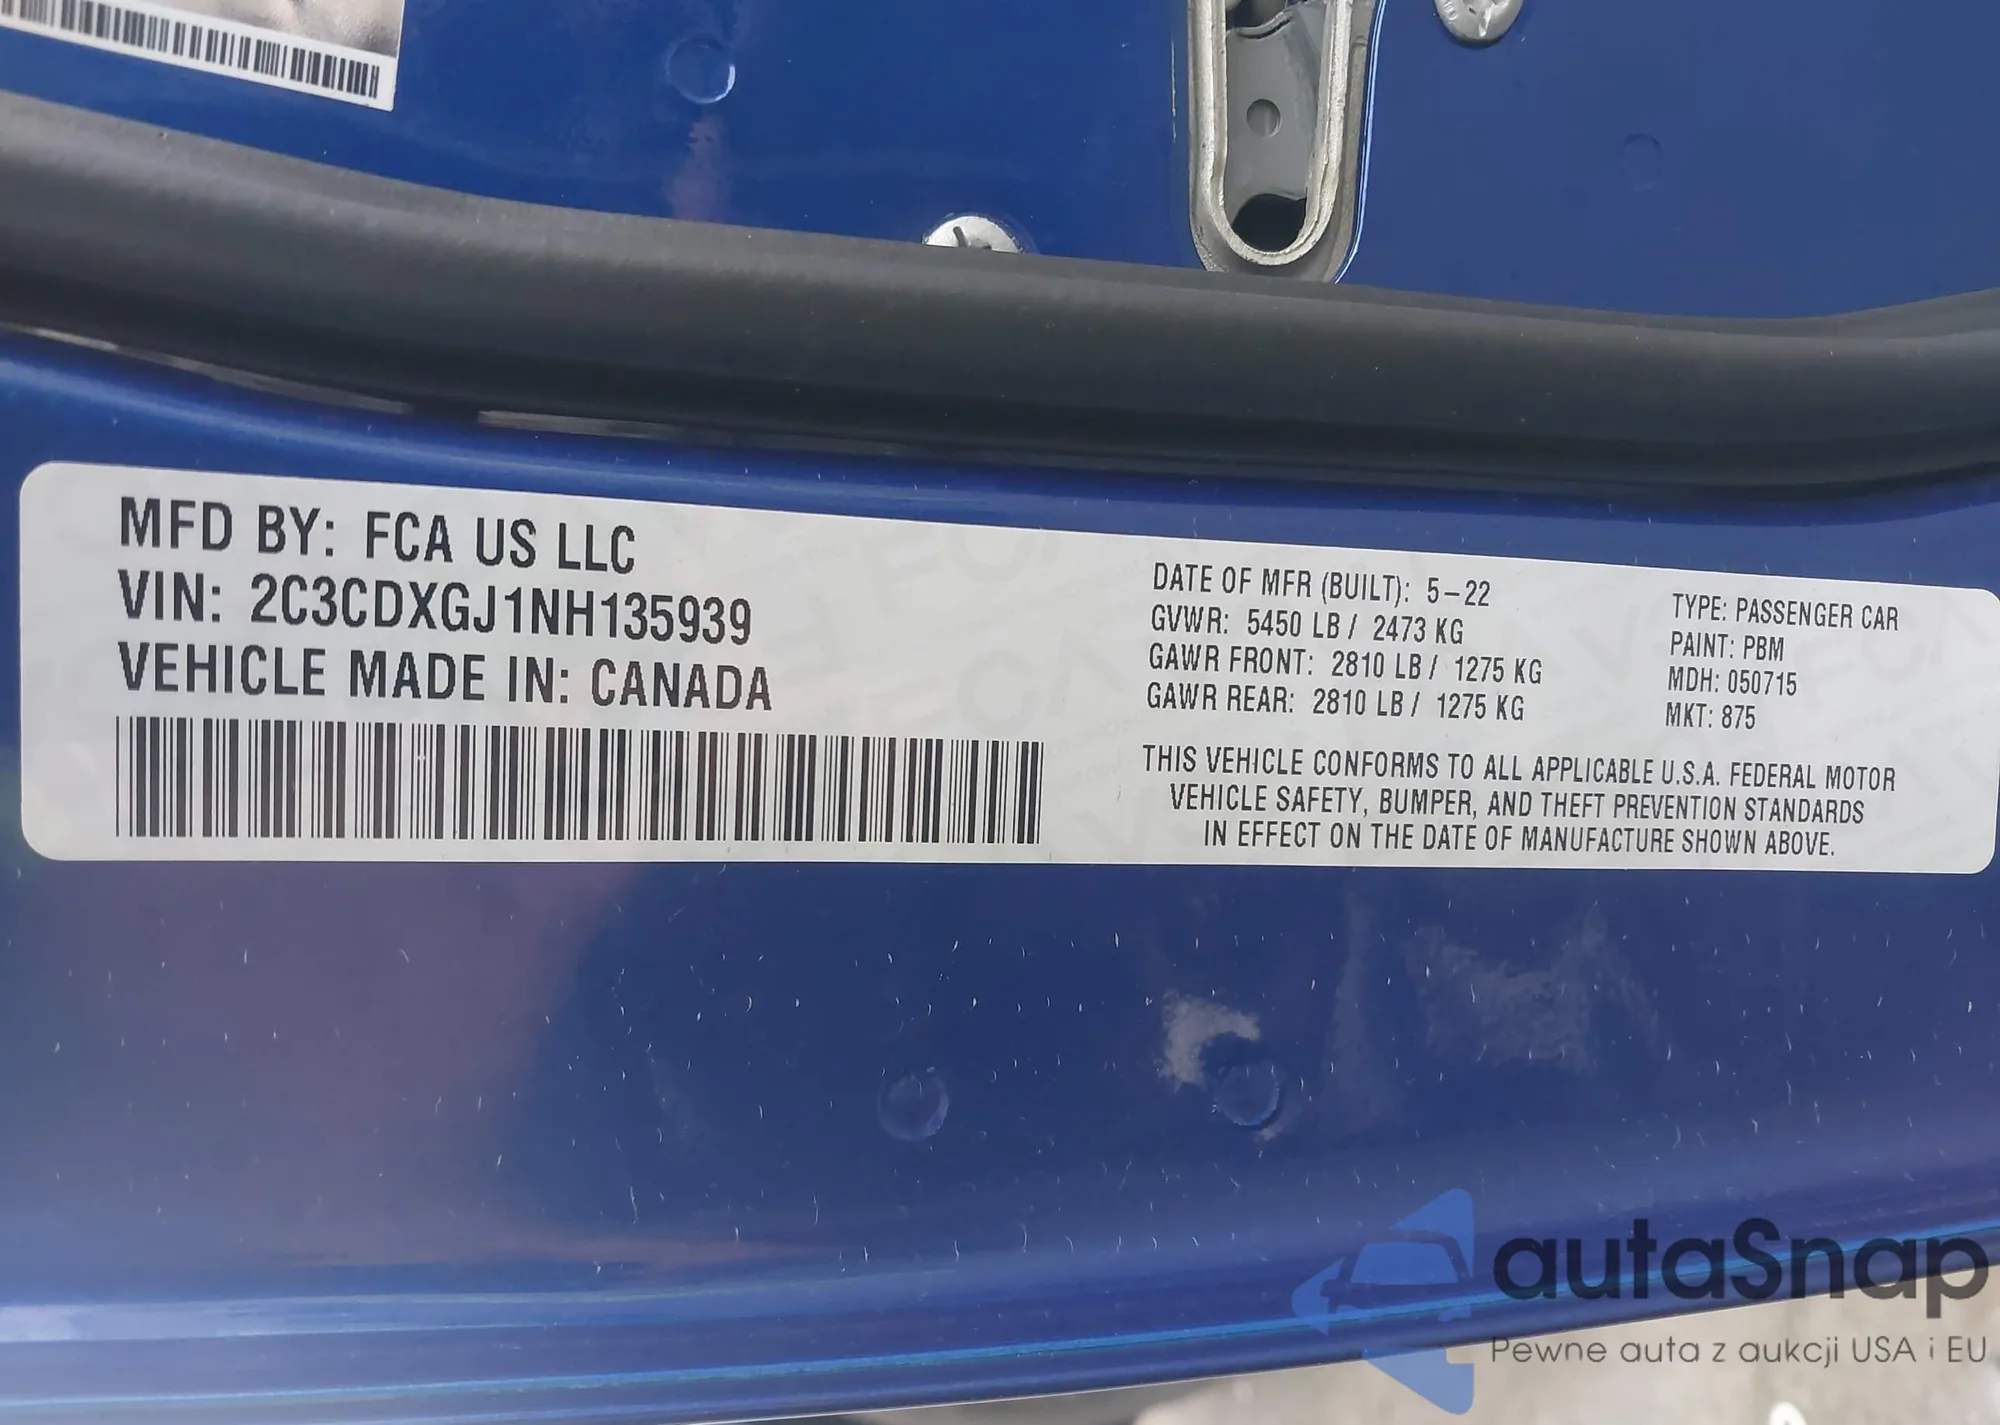 MFD BY: FCA US LLC
VIN: 2C3CDXGJ1NH135939
VEHICLE MADE IN: CANADA
DATE OF MFR (BUILT): 5-22
GVWR: 5450 LB / 2473 KG
GAWR FRONT: 2810 LB / 1275 KG
GAWR REAR: 2810 LB / 1275 KG
TYPE: PASSENGER CAR
PAINT: PBM
MDH: 050715
MKT: 875
THIS VEHICLE CONFORMS TO ALL APPLICABLE U.S.A. FEDERAL MOTOR
VEHICLE SAFETY, BUMPER, AND THEFT PREVENTION STANDARDS
IN EFFECT ON THE DATE OF MANUFACTURE SHOWN ABOVE.
autaSnap
Pewne auta z aukcji USA i EU